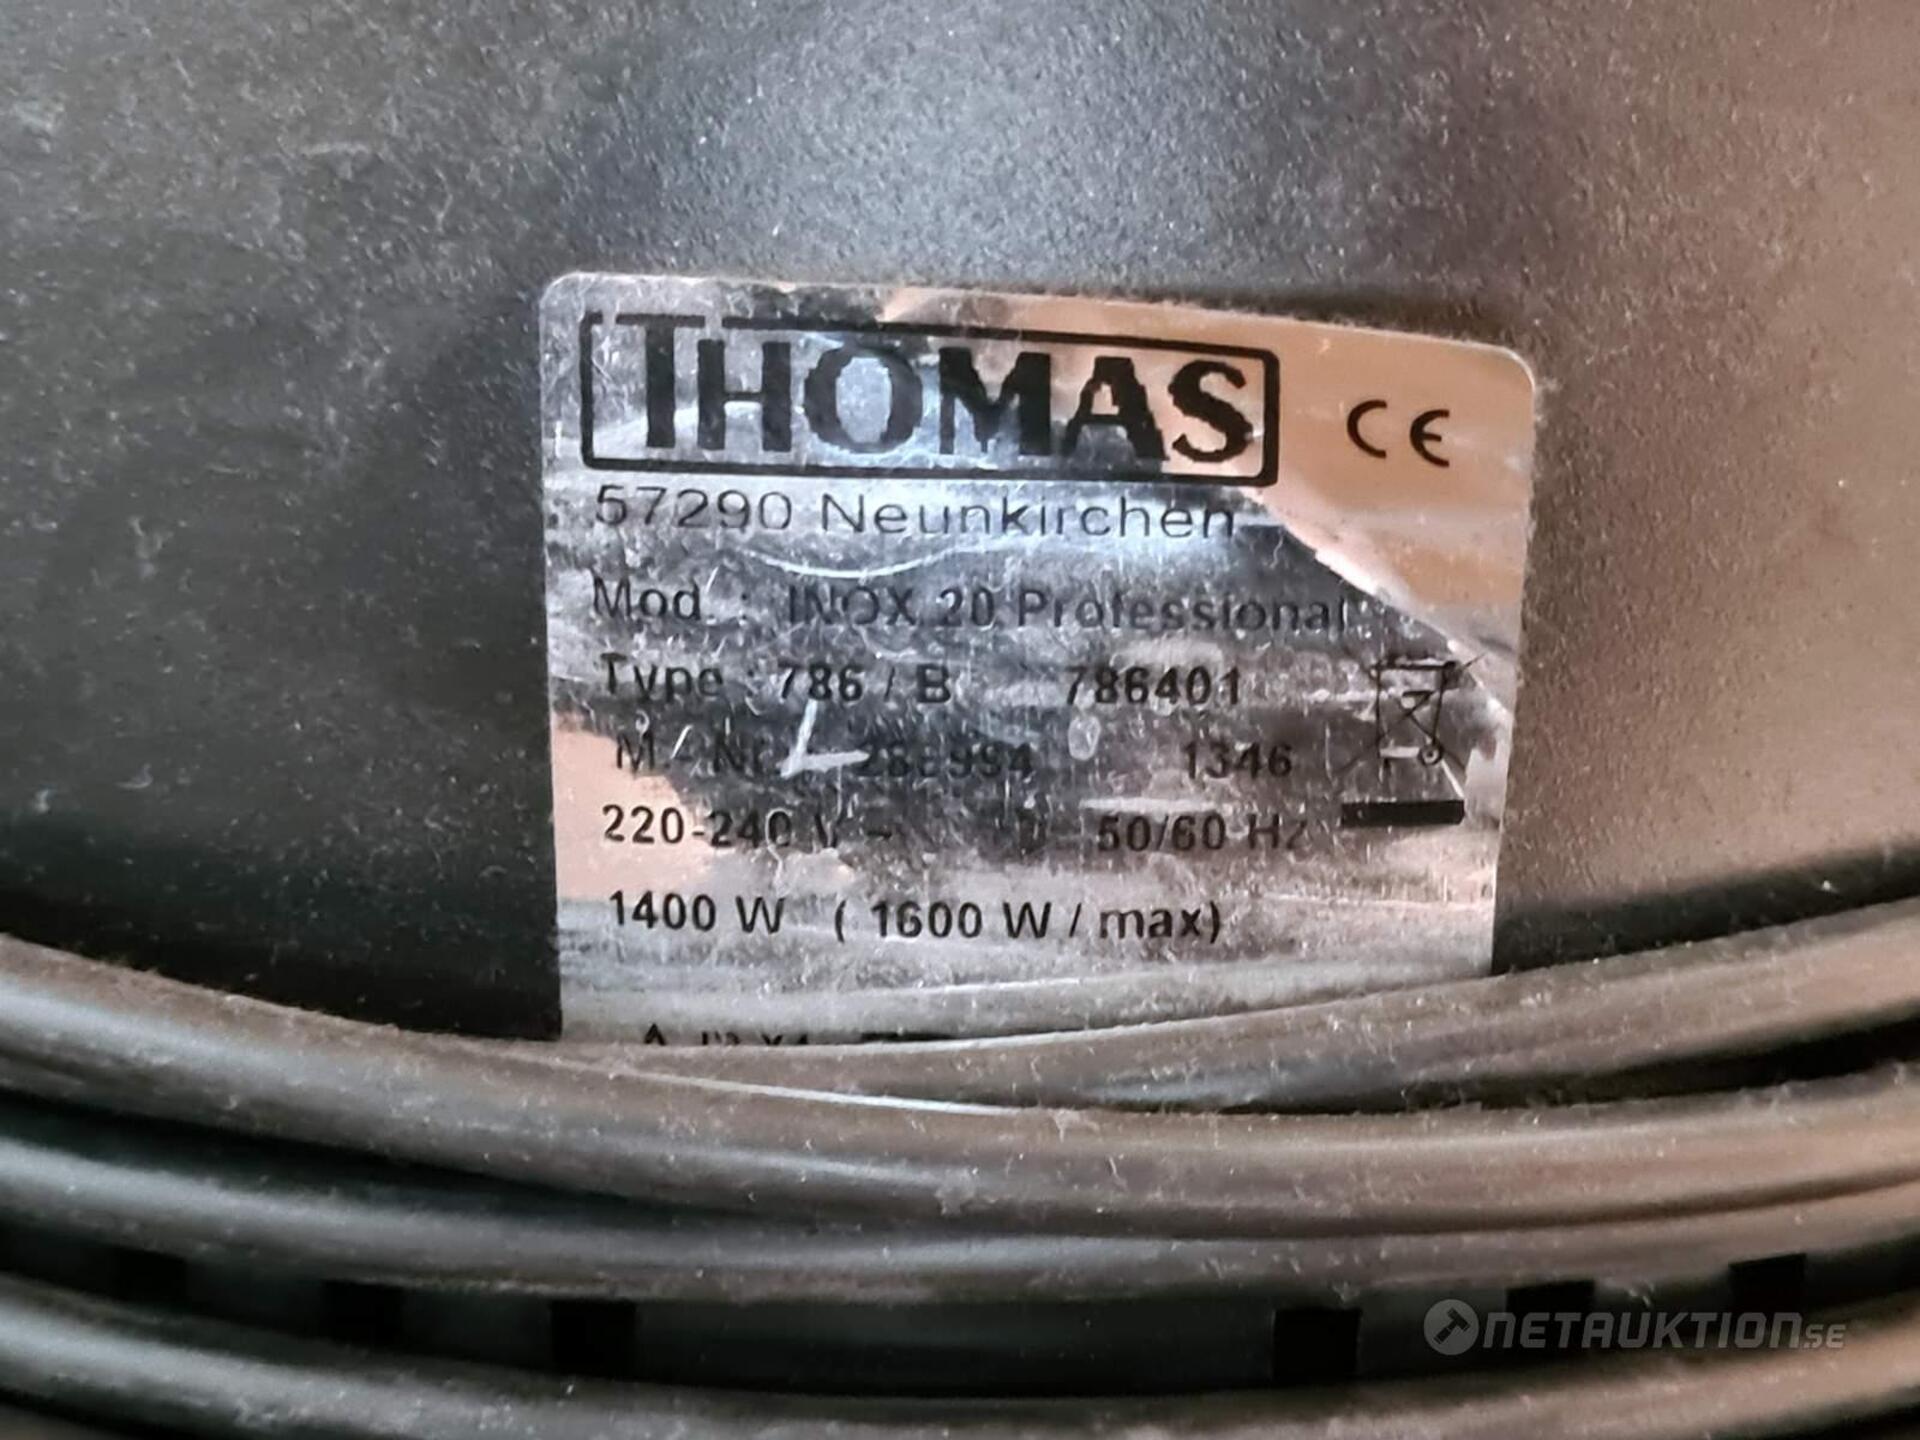 THOMAS CE
57290 Neunkirchen
Mod. : INOX 20 Professional
Type : 786 / B 786401
M.-Nr. 1346
220-240 V ~ 50/60 Hz
1400 W ( 1600 W / max)
NETAUKTION.SE